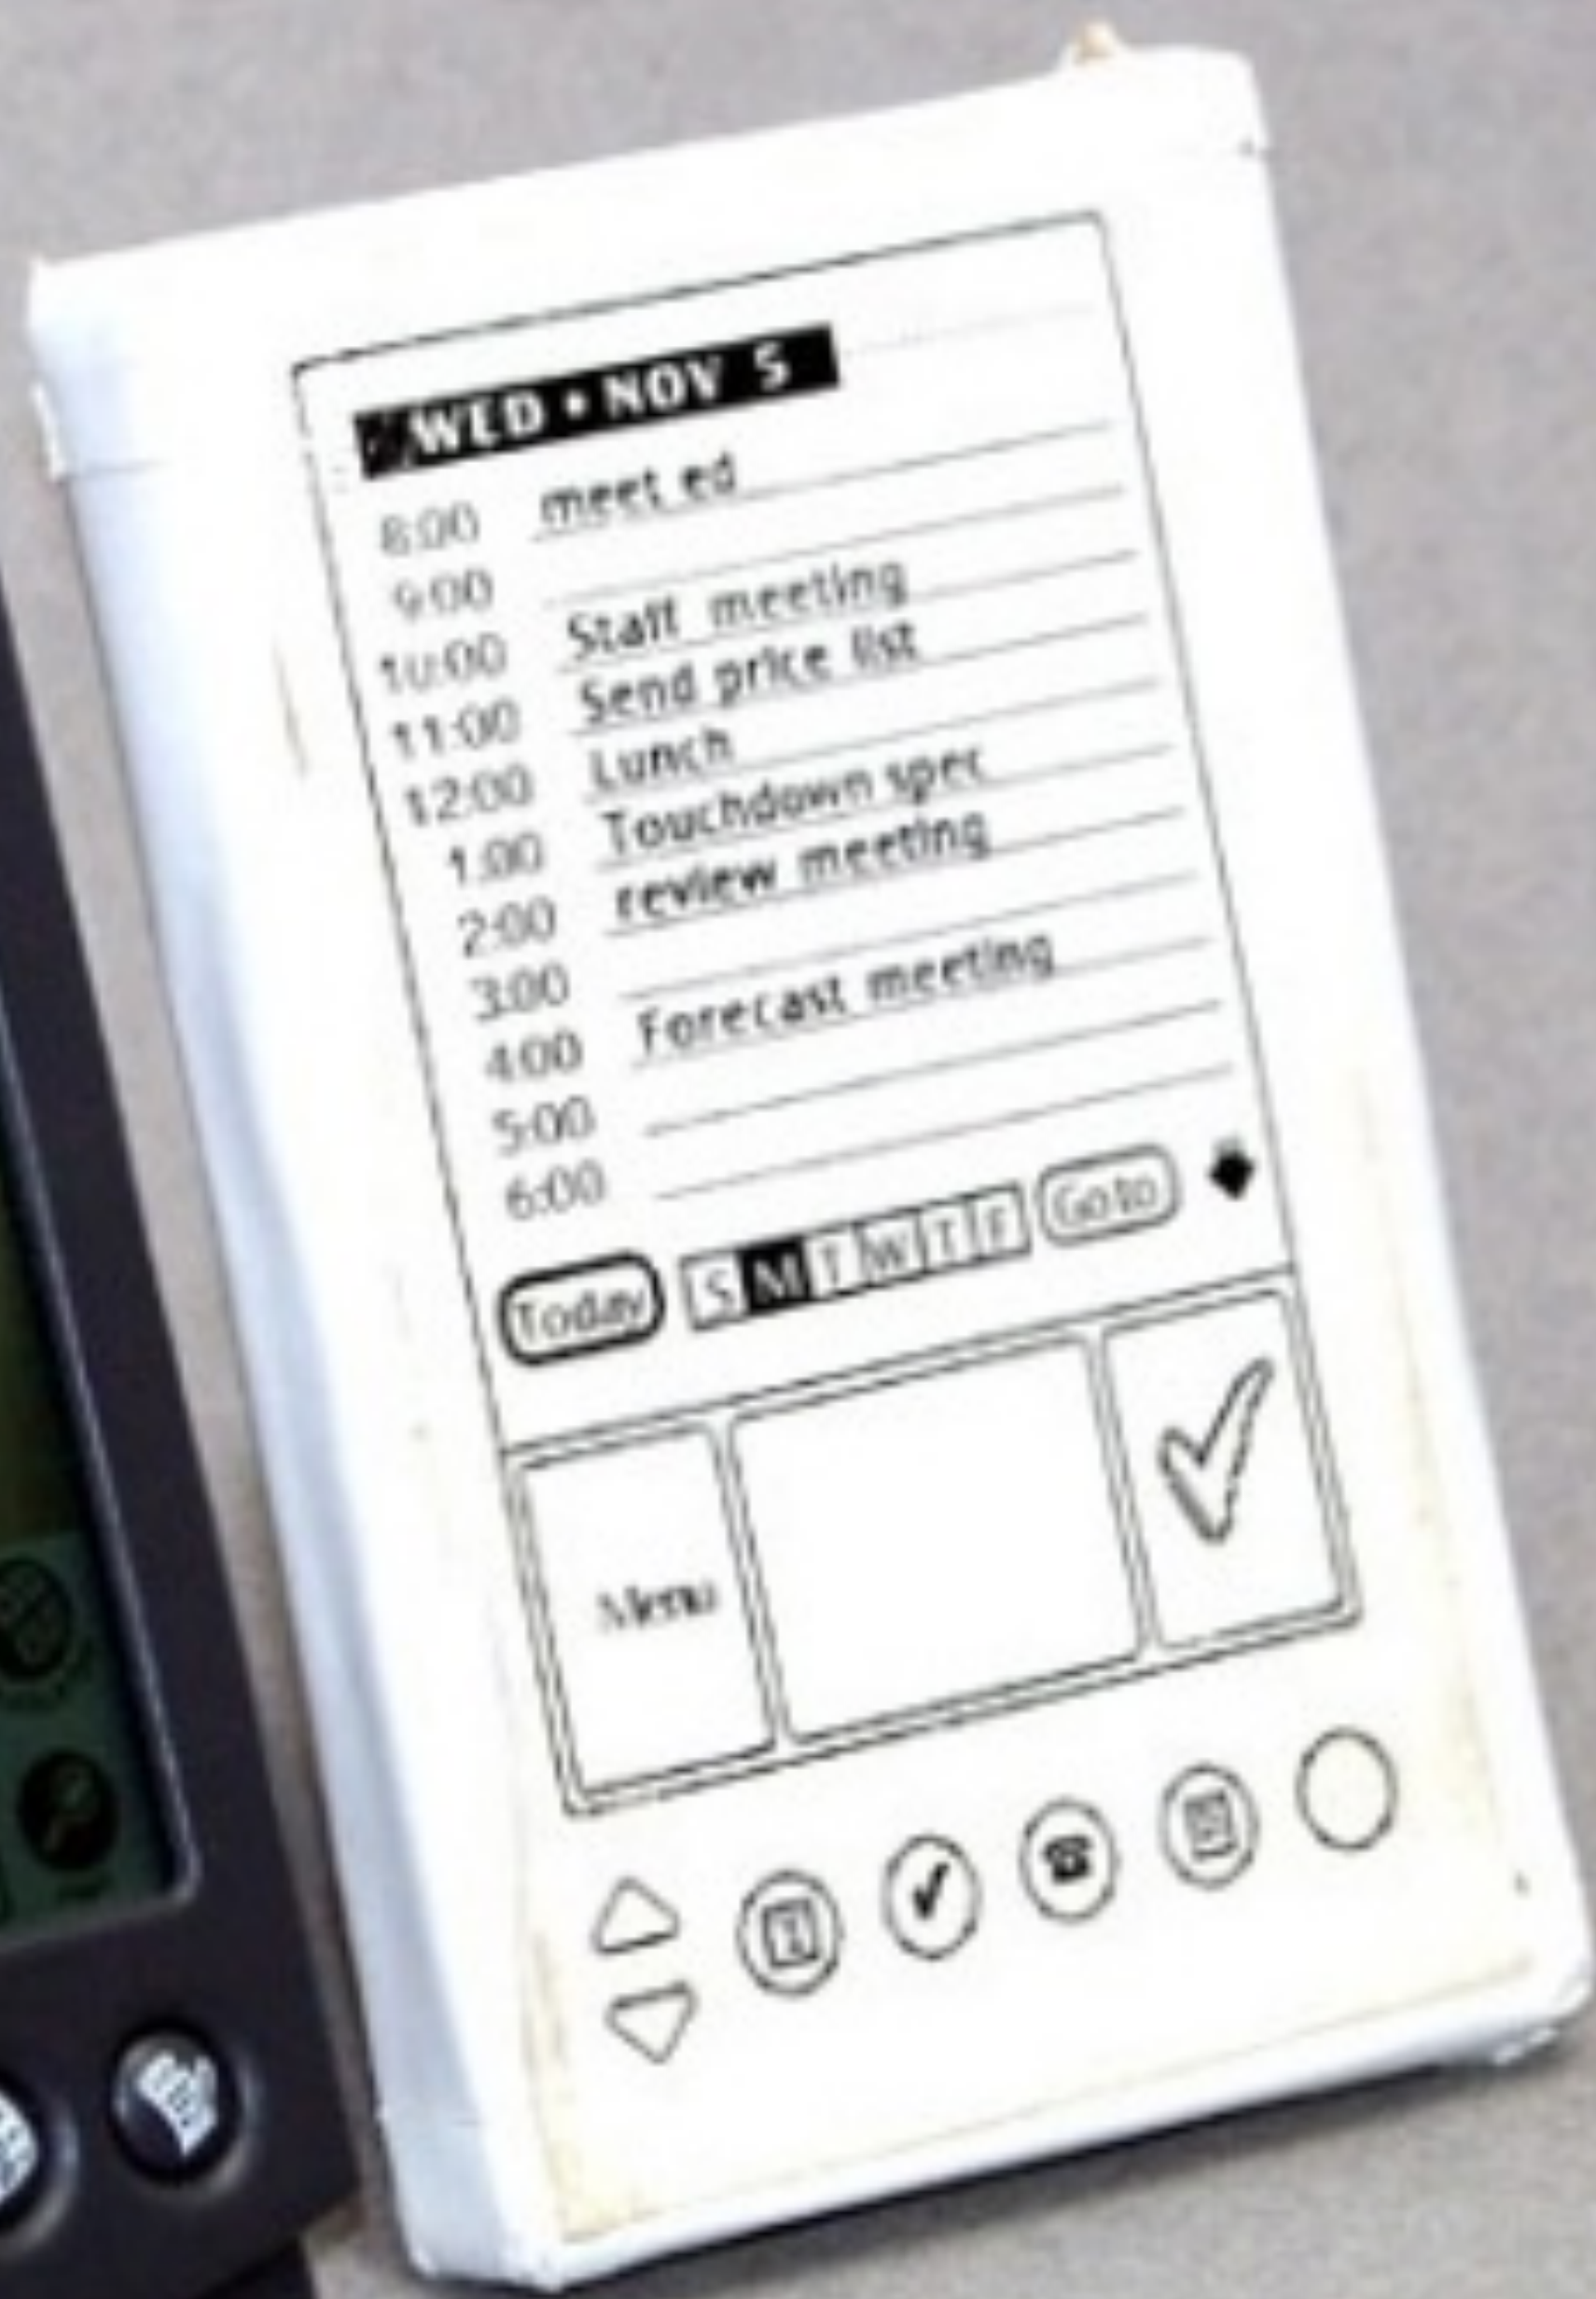 WED • NOV 5
8:00 meet ed
9:00
10:00 Staff meeting
11:00 Send price list
12:00 Lunch
1:00 Touchdown spec
2:00 review meeting
3:00
4:00 Forecast meeting
5:00
6:00
Today S M T W T F Go to
Menu